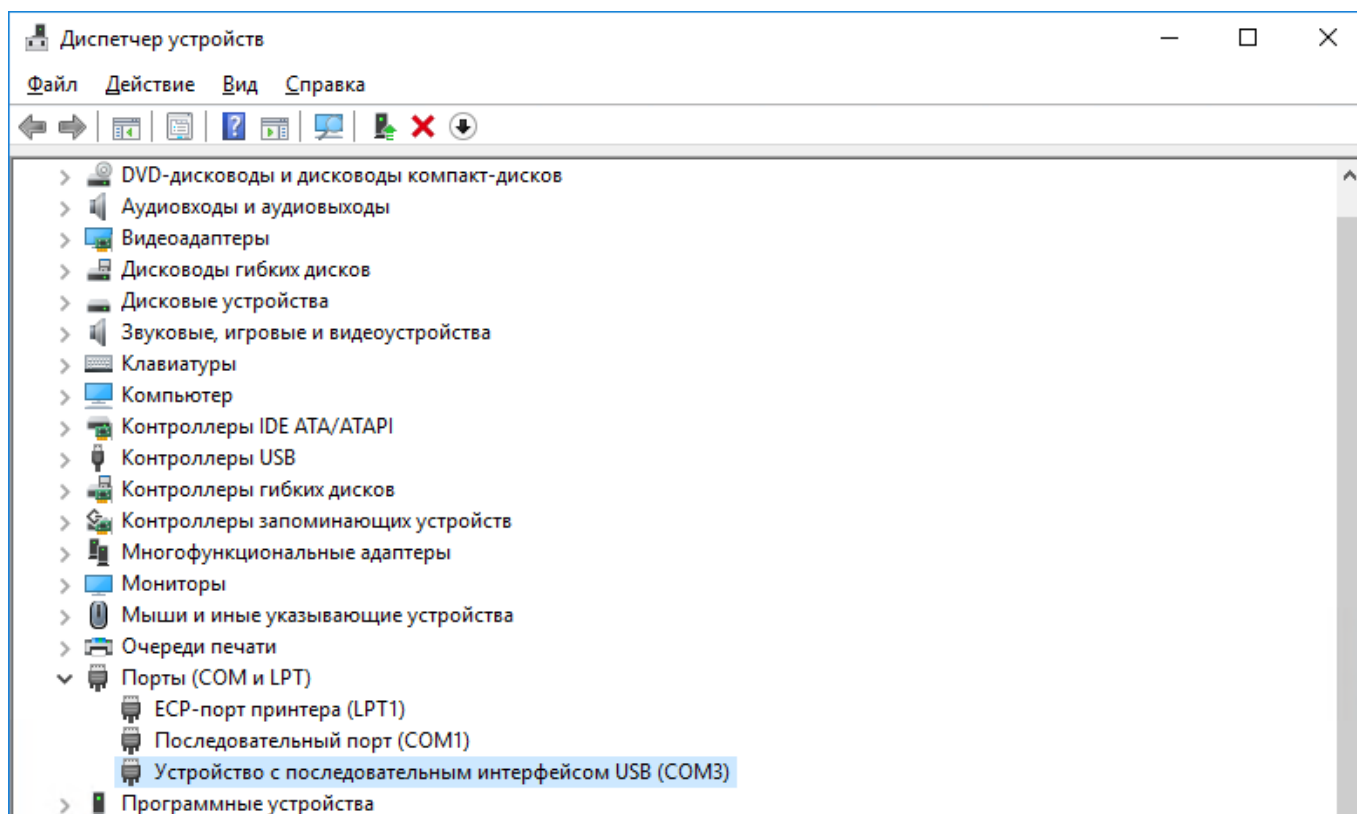 Диспетчер устройств
Файл Действие Вид Справка
DVD-дисководы и дисководы компакт-дисков
Аудиовходы и аудиовыходы
Видеоадаптеры
Дисководы гибких дисков
Дисковые устройства
Звуковые, игровые и видеоустройства
Клавиатуры
Компьютер
Контроллеры IDE ATA/ATAPI
Контроллеры USB
Контроллеры гибких дисков
Контроллеры запоминающих устройств
Многофункциональные адаптеры
Мониторы
Мыши и иные указывающие устройства
Очереди печати
Порты (COM и LPT)
ECP-порт принтера (LPT1)
Последовательный порт (COM1)
Устройство с последовательным интерфейсом USB (COM3)
Программные устройства